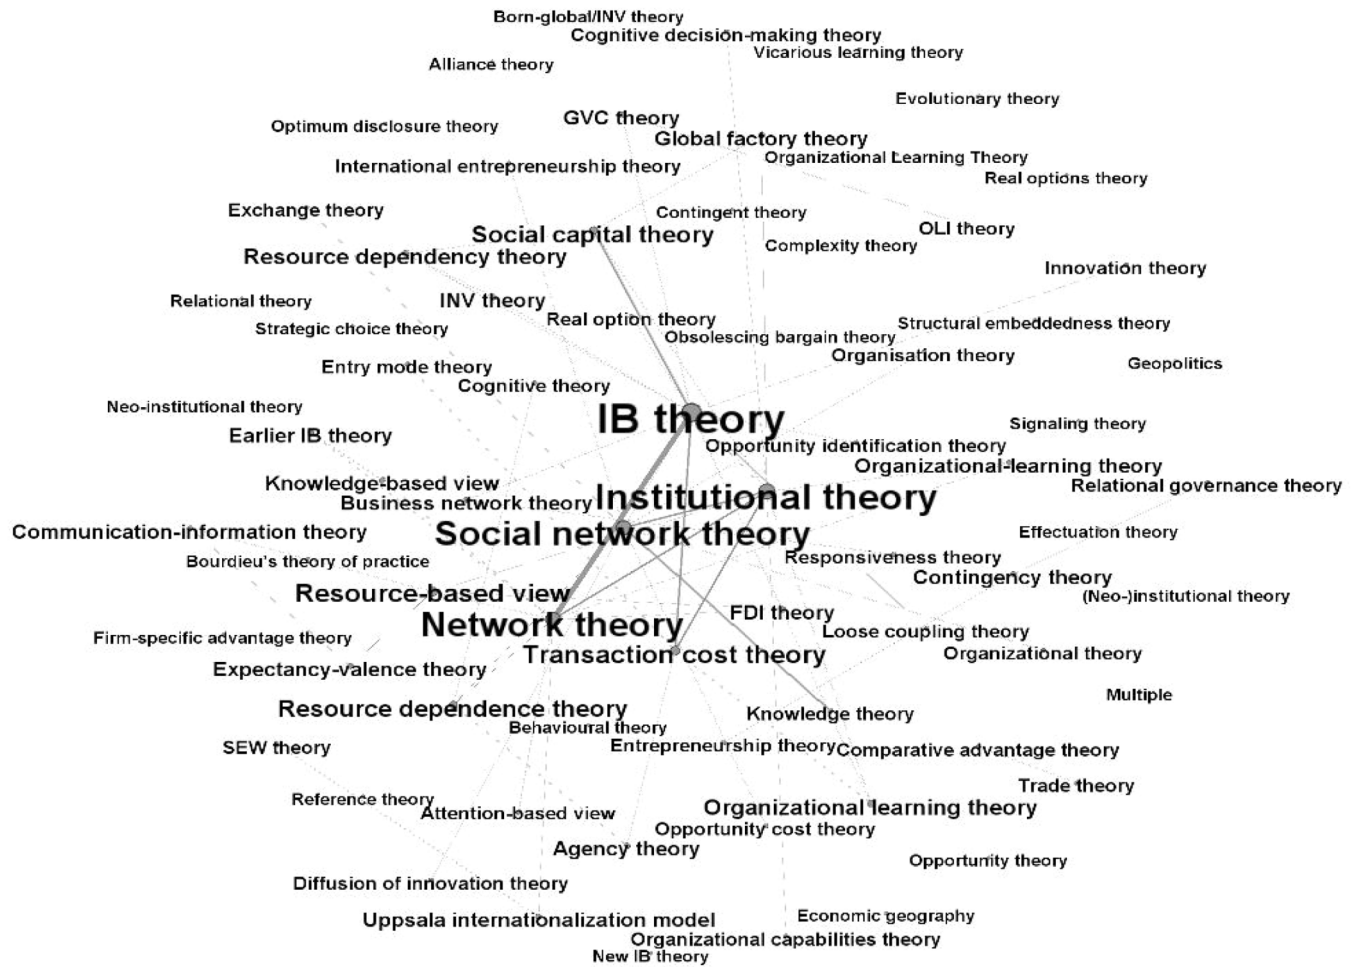 Born-global/INV theory
Cognitive decision-making theory
Vicarious learning theory
Alliance theory
Evolutionary theory
GVC theory
Optimum disclosure theory
Global factory theory
Organizational Learning Theory
International entrepreneurship theory
Real options theory
Exchange theory
Contingent theory
OLI theory
Social capital theory
Complexity theory
Resource dependency theory
Innovation theory
Relational theory
INV theory
Real option theory
Strategic choice theory
Structural embeddedness theory
Obsolescing bargain theory
Organisation theory
Geopolitics
Entry mode theory
Cognitive theory
Neo-institutional theory
IB theory
Signaling theory
Earlier IB theory
Opportunity identification theory
Organizational-learning theory
Knowledge-based view
Relational governance theory
Business network theory
Institutional theory
Communication-information theory
Social network theory
Effectuation theory
Bourdieu's theory of practice
Responsiveness theory
Contingency theory
Resource-based view
(Neo-)institutional theory
FDI theory
Network theory
Loose coupling theory
Firm-specific advantage theory
Transaction cost theory
Organizational theory
Expectancy-valence theory
Multiple
Resource dependence theory
Knowledge theory
Behavioural theory
SEW theory
Entrepreneurship theory
Comparative advantage theory
Trade theory
Reference theory
Organizational learning theory
Attention-based view
Opportunity cost theory
Agency theory
Opportunity theory
Diffusion of innovation theory
Economic geography
Uppsala internationalization model
Organizational capabilities theory
New IB theory